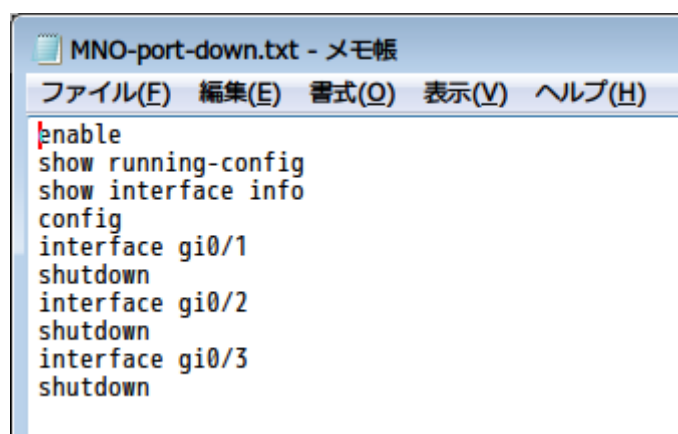 MNO-port-down.txt - メモ帳
ファイル(F) 編集(E) 書式(O) 表示(V) ヘルプ(H)
enable
show running-config
show interface info
config
interface gi0/1
shutdown
interface gi0/2
shutdown
interface gi0/3
shutdown